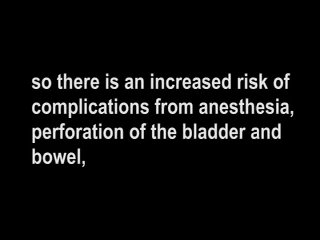 so there is an increased risk of
complications from anesthesia,
perforation of the bladder and
bowel,